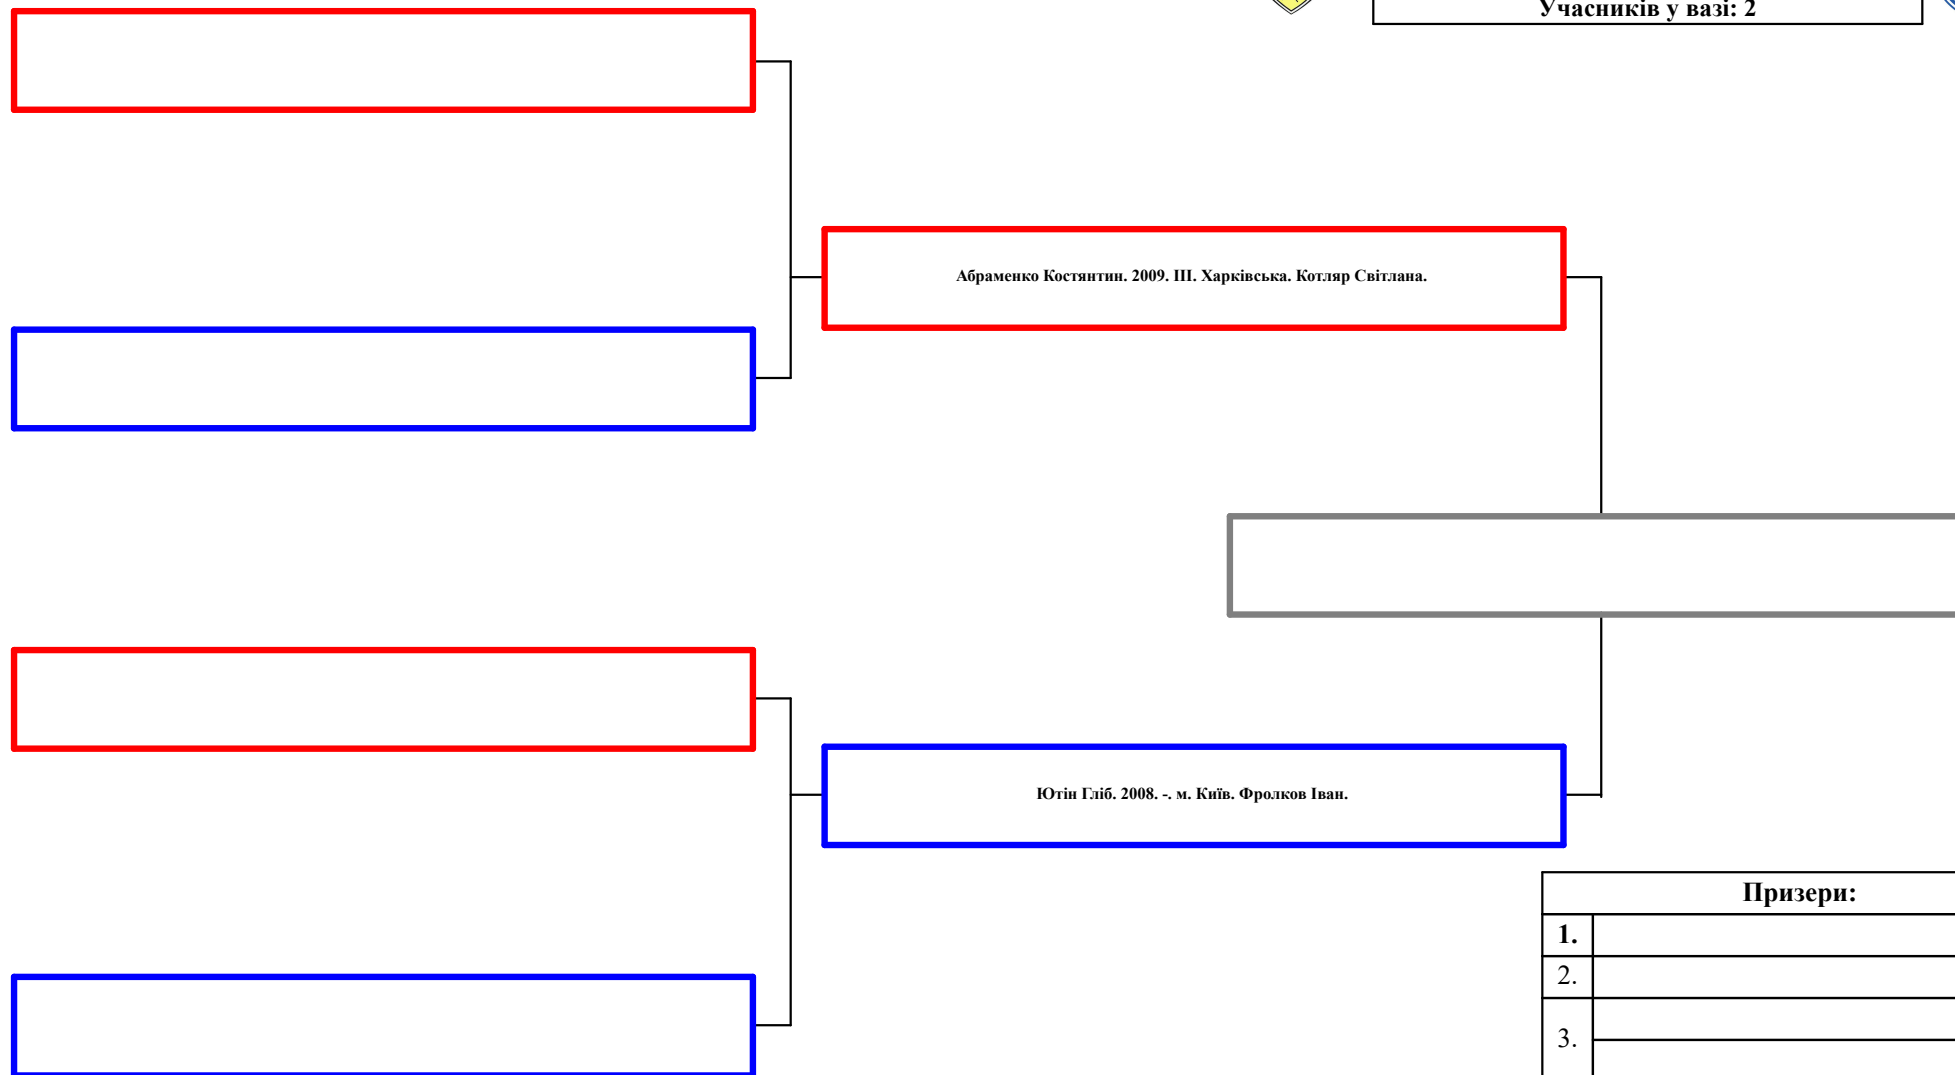 Учасників у вазі: 2
Абраменко Костянтин. 2009. ІІІ. Харківська. Котляр Світлана.
Ютін Гліб. 2008. -. м. Київ. Фролков Іван.
Призери:
1.
2.
3.